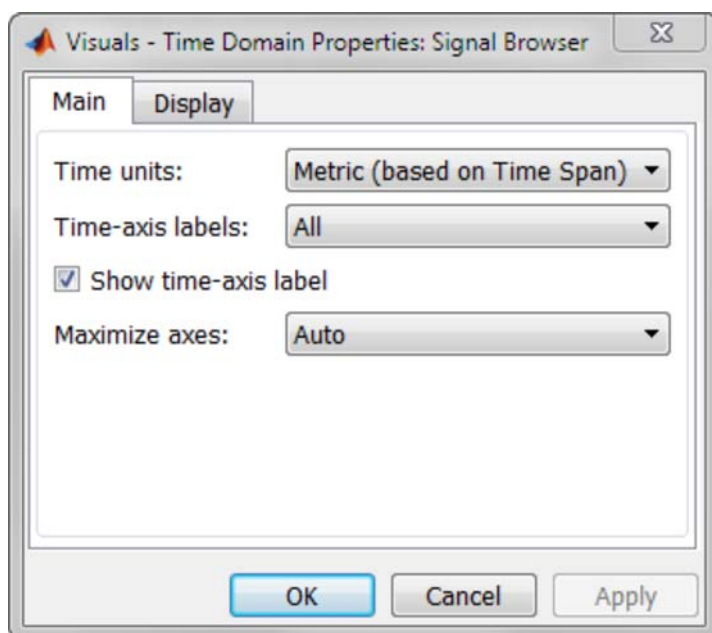 Visuals - Time Domain Properties: Signal Browser
Main Display
Time units: Metric (based on Time Span)
Time-axis labels: All
Show time-axis label
Maximize axes: Auto
OK Cancel Apply